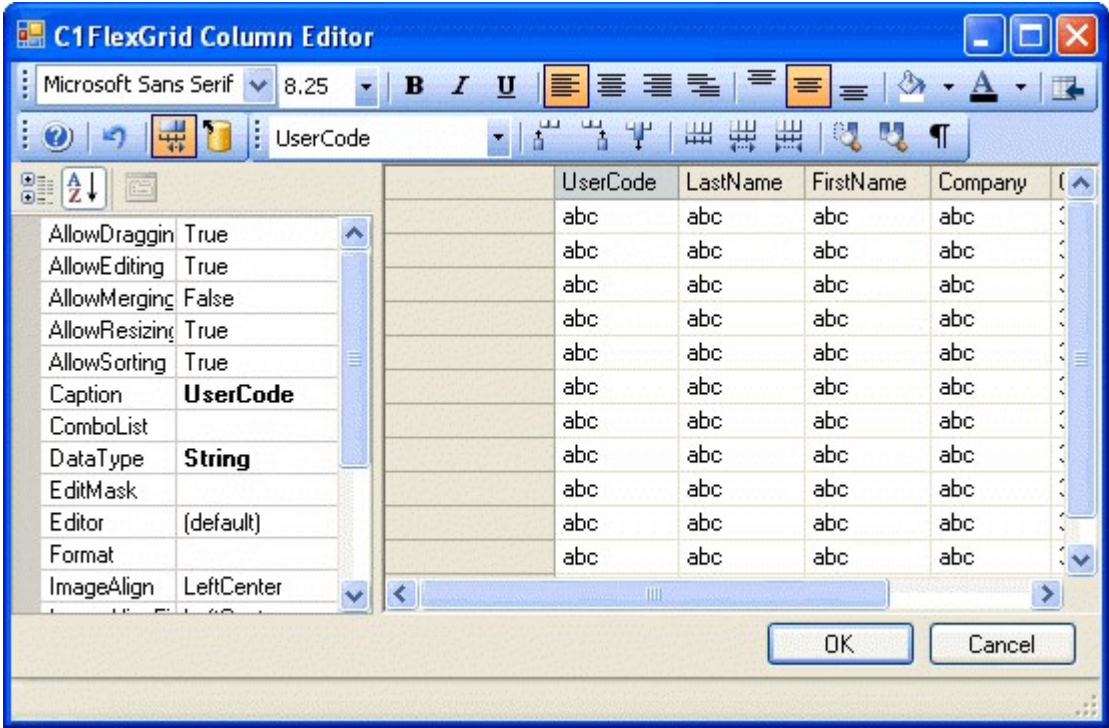 C1FlexGrid Column Editor
Microsoft Sans Serif 8.25 B I U A
UserCode
A Z
UserCode LastName FirstName Company
AllowDraggin True
AllowEditing True
AllowMerging False
AllowResizing True
AllowSorting True
Caption UserCode
ComboList
DataType String
EditMask
Editor (default)
Format
ImageAlign LeftCenter
abc abc abc abc
abc abc abc abc
abc abc abc abc
abc abc abc abc
abc abc abc abc
abc abc abc abc
abc abc abc abc
abc abc abc abc
abc abc abc abc
abc abc abc abc
abc abc abc abc
OK Cancel